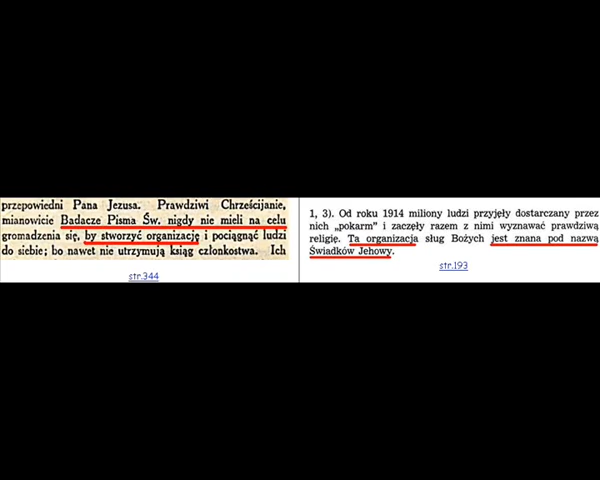 przepowiedni Pana Jezusa. Prawdziwi Chrześcijanie,
mianowicie Badacze Pisma Św. nigdy nie mieli na celu
gromadzenia się, by stworzyć organizację i pociągnąć ludzi
do siebie; bo nawet nie utrzymują ksiąg członkostwa. Ich
str.344
1, 3). Od roku 1914 miliony ludzi przyjęły dostarczany przez
nich „pokarm” i zaczęły razem z nimi wyznawać prawdziwą
religię. Ta organizacja sług Bożych jest znana pod nazwą
Świadków Jehowy.
str.193